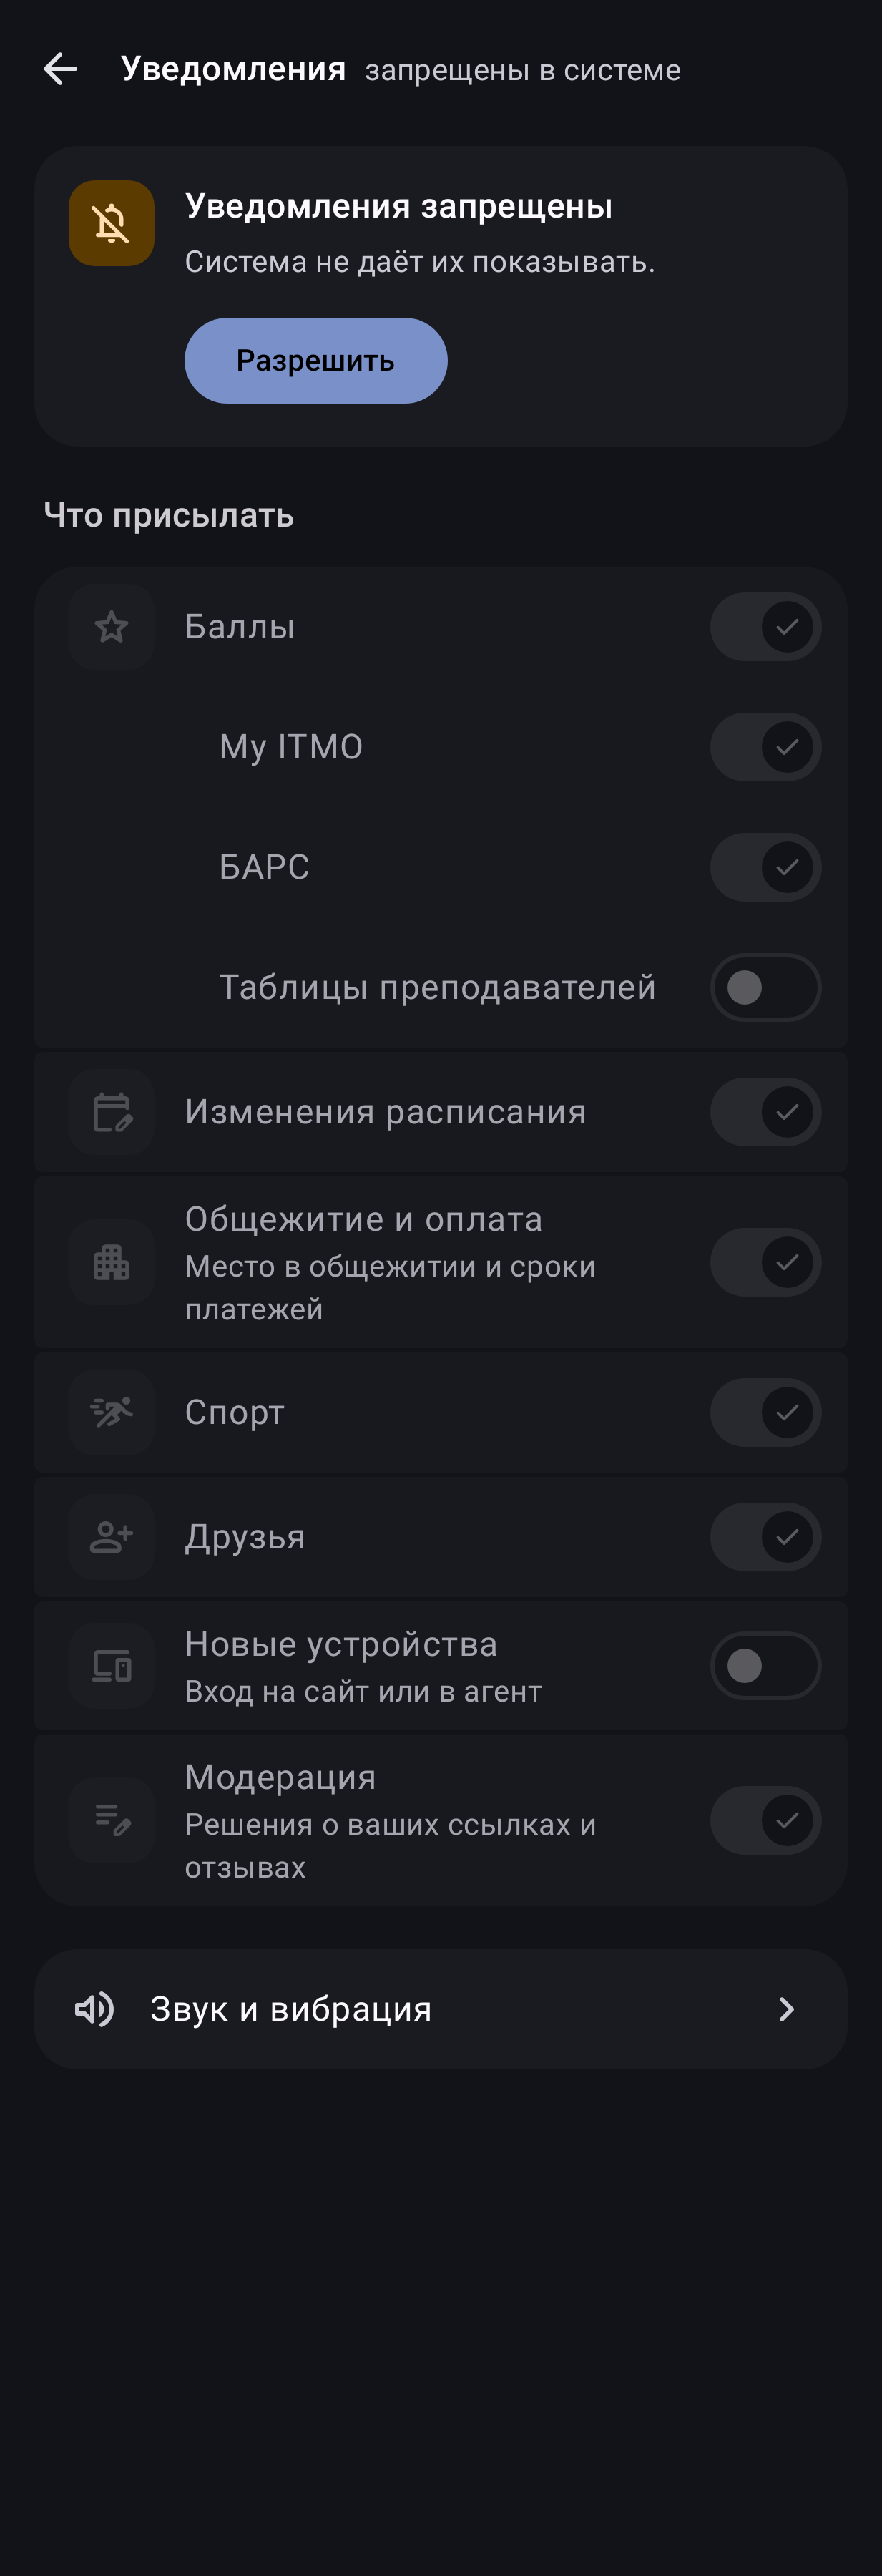 Уведомления запрещены в системе
Уведомления запрещены
Система не даёт их показывать.
Разрешить
Что присылать
Баллы
My ITMO
БАРС
Таблицы преподавателей
Изменения расписания
Общежитие и оплата
Место в общежитии и сроки
платежей
Спорт
Друзья
Новые устройства
Вход на сайт или в агент
Модерация
Решения о ваших ссылках и
отзывах
Звук и вибрация